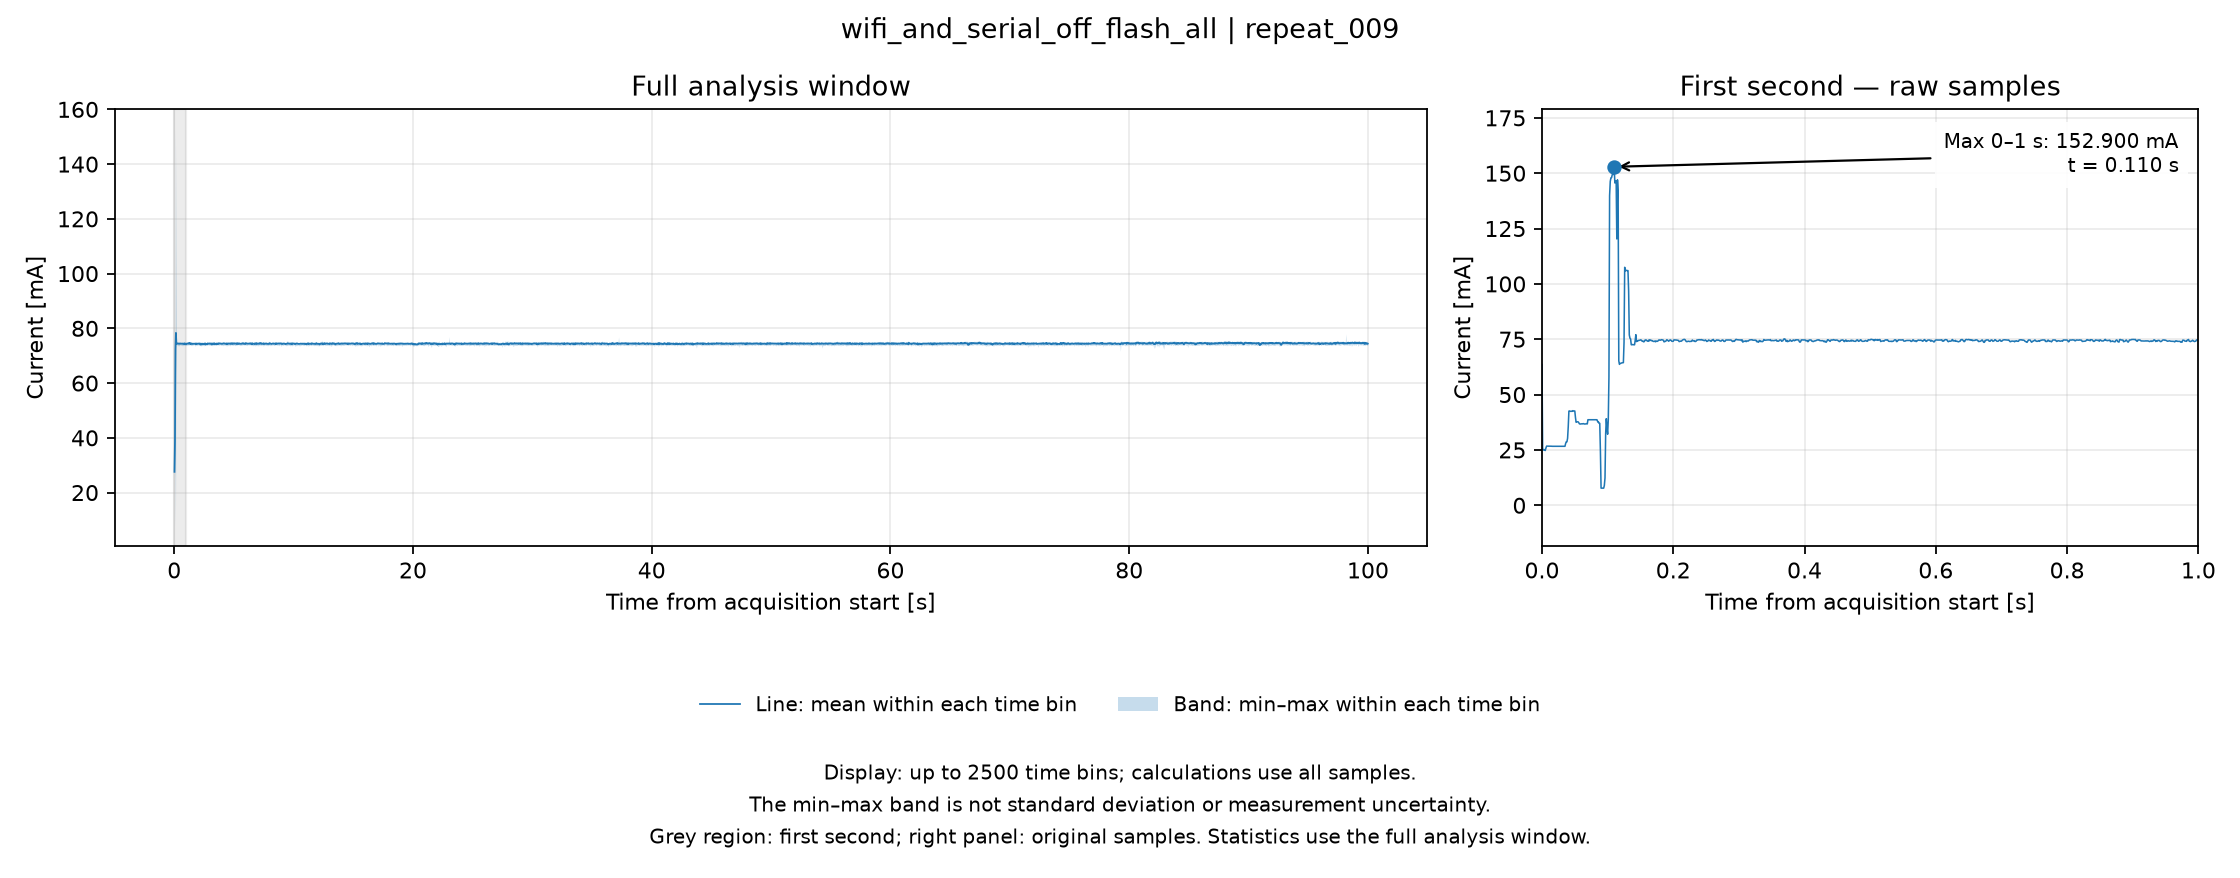 wifi_and_serial_off_flash_all | repeat_009
Full analysis window
160
140
120
100
80
60
40
20
Current [mA]
0
20
40
60
80
100
Time from acquisition start [s]
First second — raw samples
175
150
125
100
75
50
25
0
Current [mA]
Max 0–1 s: 152.900 mA
t = 0.110 s
0.0
0.2
0.4
0.6
0.8
1.0
Time from acquisition start [s]
Line: mean within each time bin
Band: min–max within each time bin
Display: up to 2500 time bins; calculations use all samples.
The min–max band is not standard deviation or measurement uncertainty.
Grey region: first second; right panel: original samples. Statistics use the full analysis window.